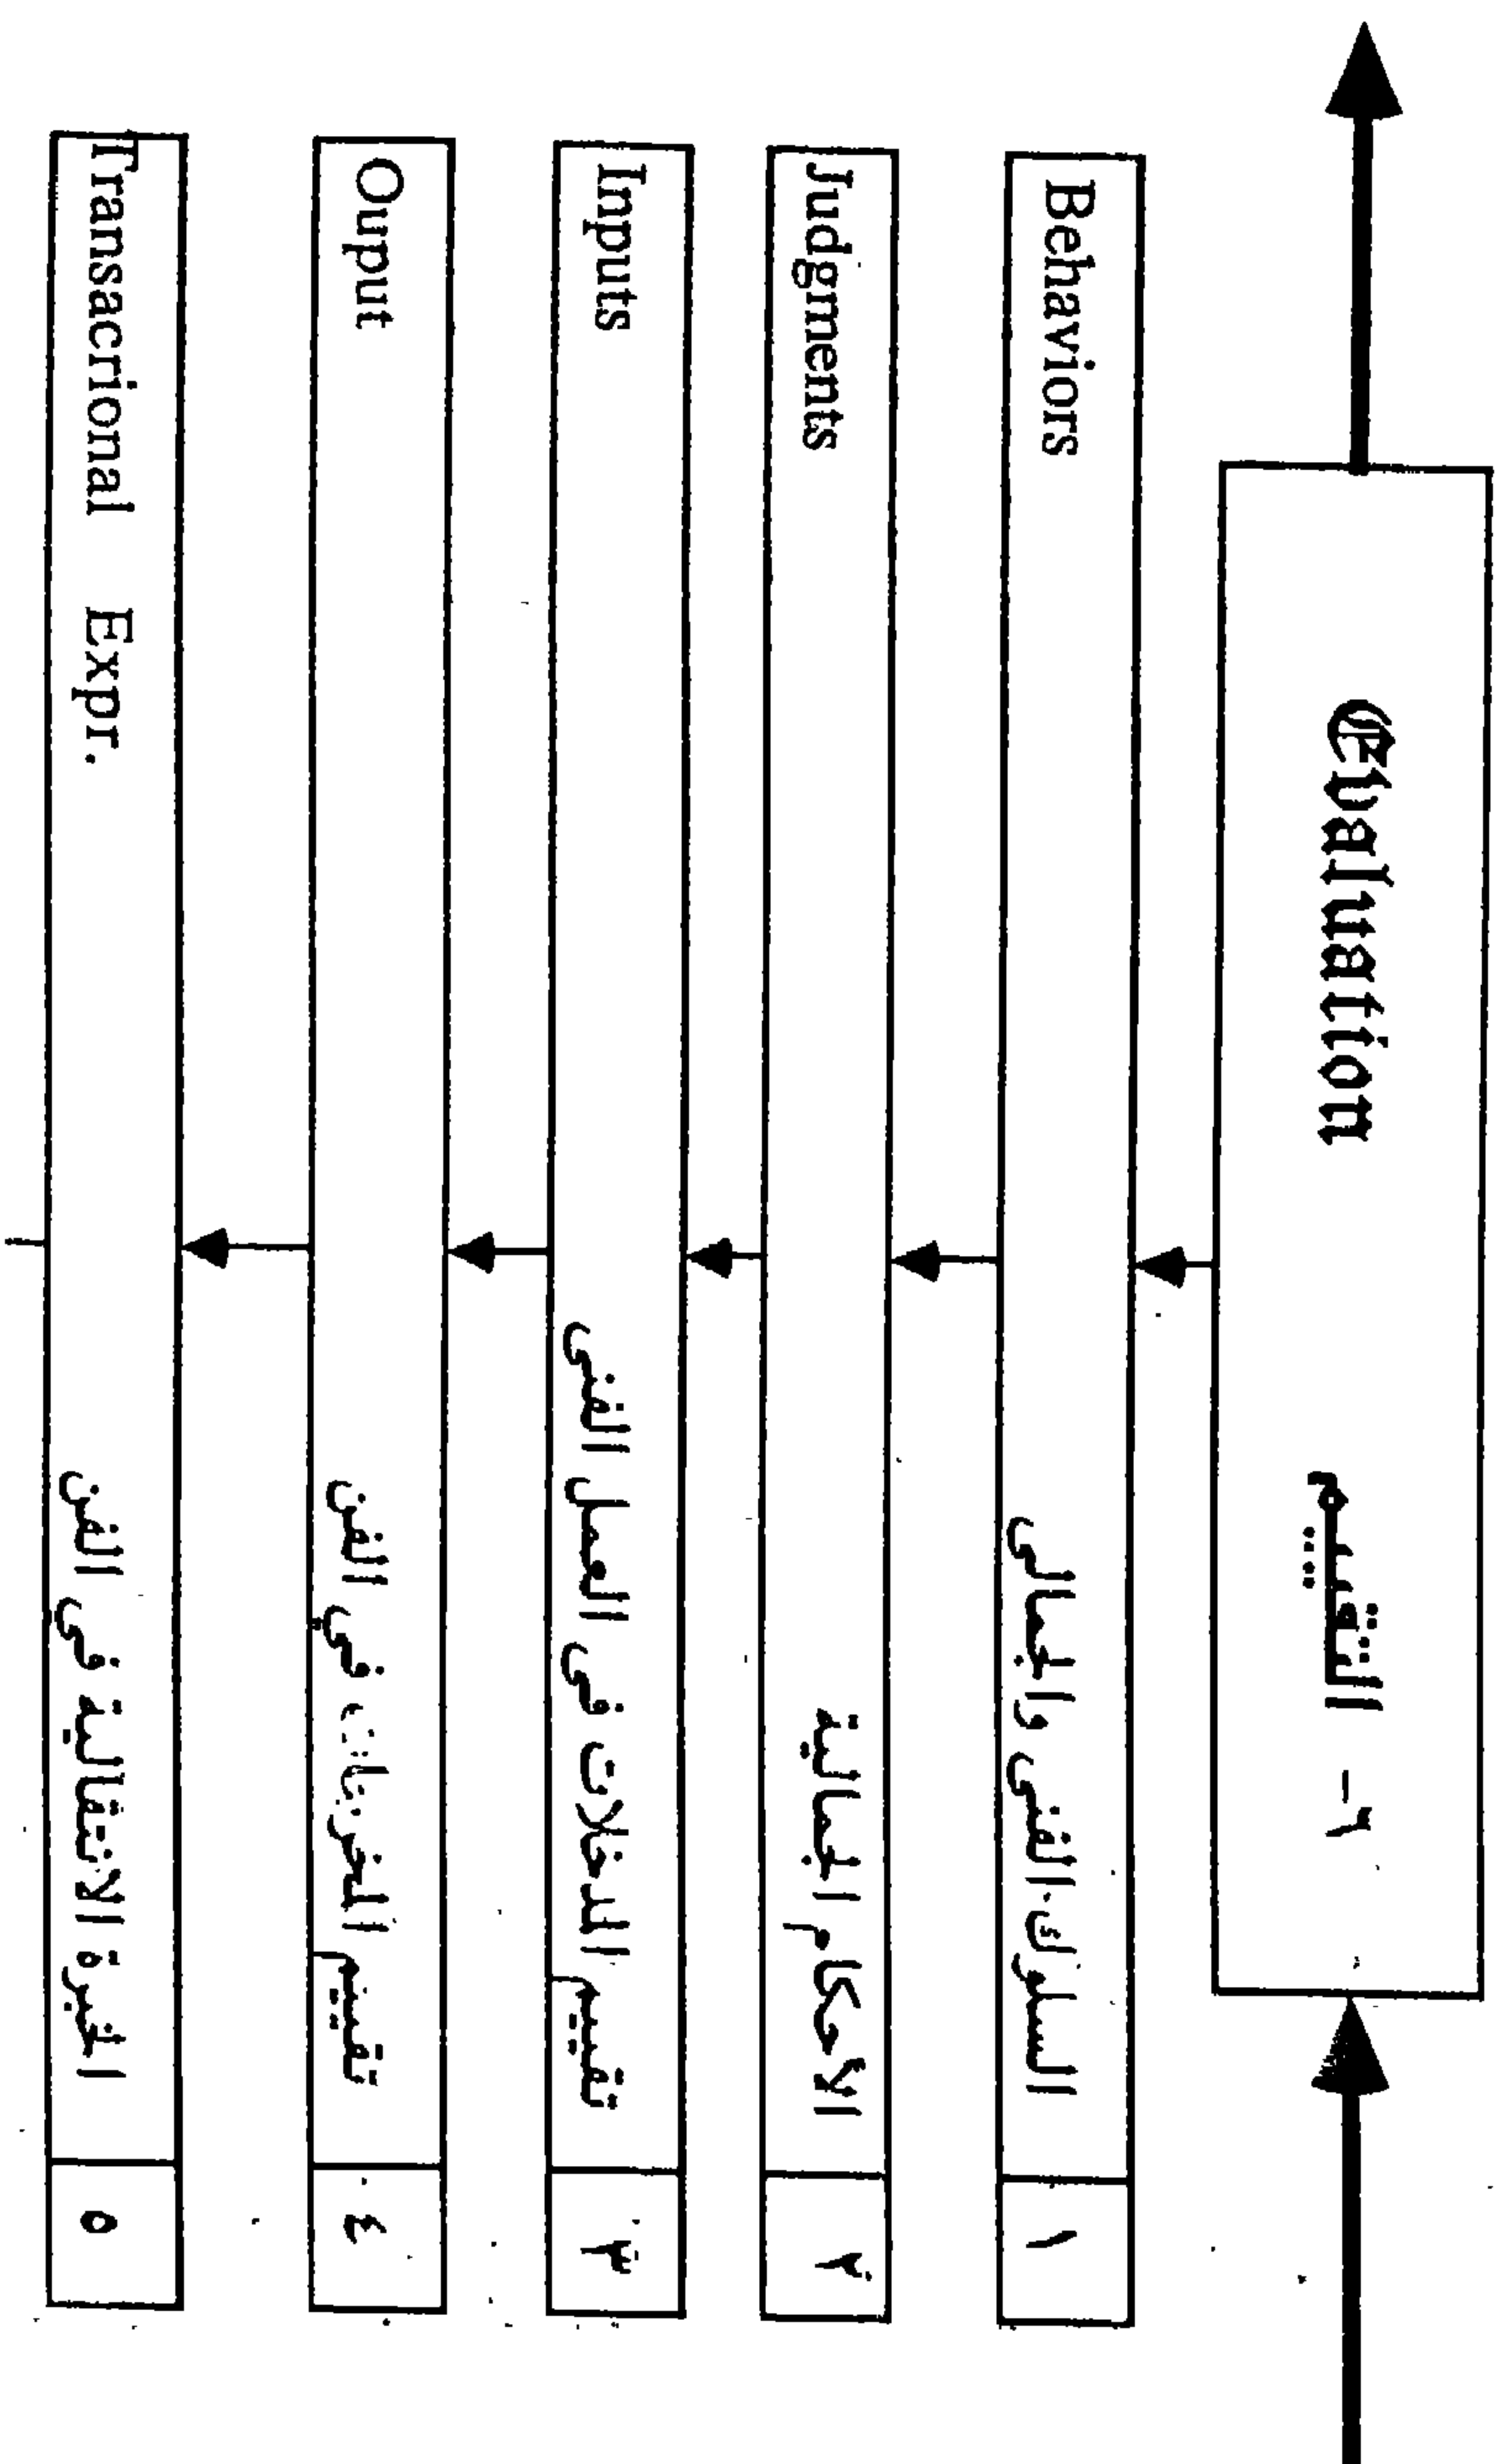 Evaluation التقييم - ٦
Behaviors السلوك الفنى والجمالى ١
Judgments الأحكام الجمالية ٢
Inputs تقييم المدخلات فى العمل الفنى ٣
Ouput تقييم المخرجات فى الفن ٤
Transacrional Expr. الخبرة الانتقالية فى الفن ٥